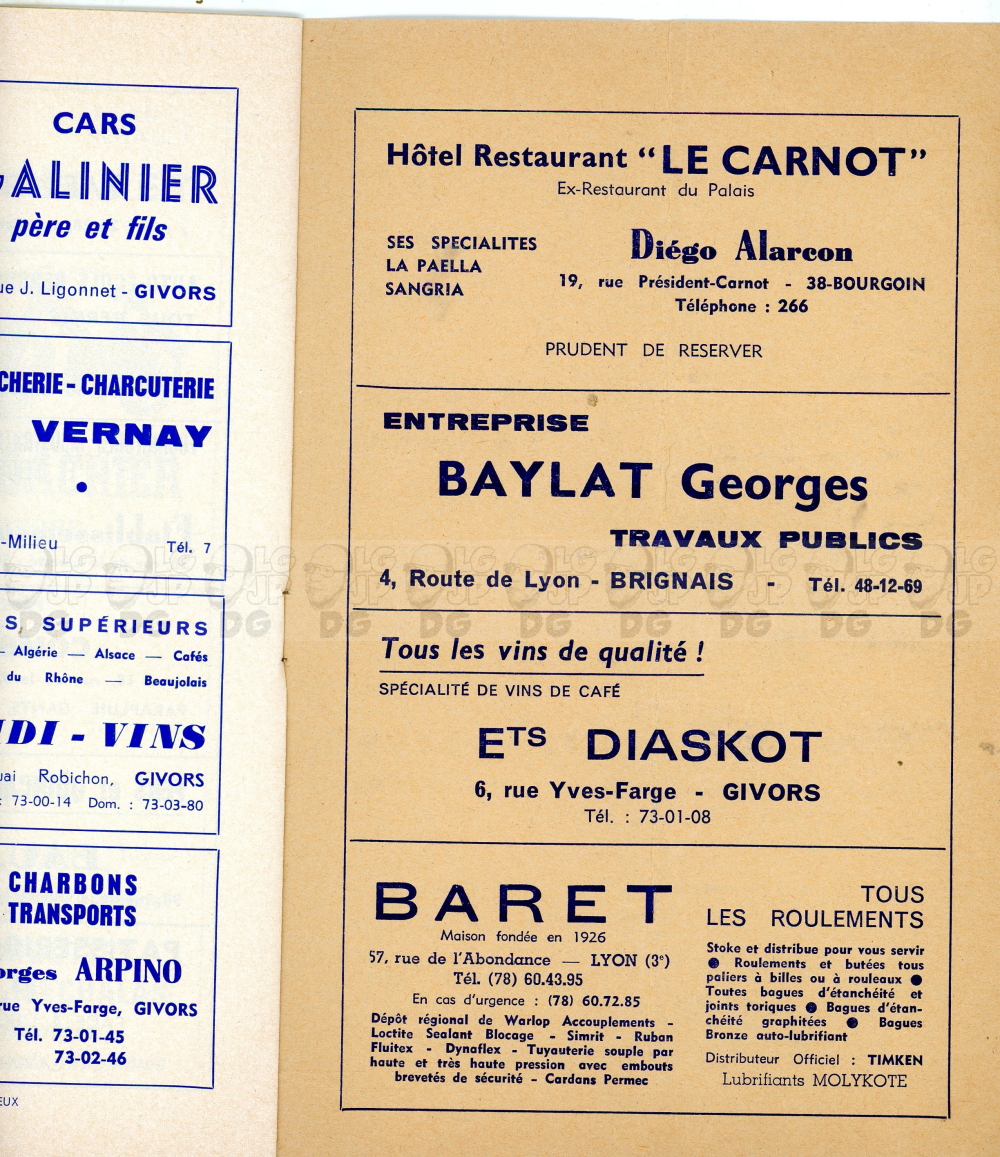 CARS
ALINIER
père et fils
J. Ligonnet - GIVORS
CHARCUTERIE
VERNAY
-Milieu Tél. 7
S. SUPÉRIEURS
— Algérie — Alsace — Cafés
du Rhône — Beaujolais
- VINS
Robichon, GIVORS
: 73-00-14 Dom. : 73-03-80
CHARBONS
TRANSPORTS
ARPINO
rue Yves-Farge, GIVORS
Tél. 73-01-45
73-02-46
Hôtel Restaurant “LE CARNOT”
Ex-Restaurant du Palais
SES SPECIALITES
LA PAELLA
SANGRIA
Diégo Alarcon
19, rue Président-Carnot - 38-BOURGOIN
Téléphone : 266
PRUDENT DE RESERVER
ENTREPRISE
BAYLAT Georges
TRAVAUX PUBLICS
4, Route de Lyon - BRIGNAIS - Tél. 48-12-69
Tous les vins de qualité !
SPÉCIALITÉ DE VINS DE CAFÉ
ETS DIASKOT
6, rue Yves-Farge - GIVORS
Tél. : 73-01-08
BARET
Maison fondée en 1926
57, rue de l'Abondance — LYON (3e)
Tél. (78) 60.43.95
En cas d'urgence : (78) 60.72.85
Dépôt régional de Warlop Accouplements -
Loctite Sealant Blocage - Simrit - Ruban
Fluitex - Dynaflex - Tuyauterie souple par
haute et très haute pression avec embouts
brevetés de sécurité - Cardans Permec
TOUS
LES ROULEMENTS
Stoke et distribue pour vous servir
● Roulements et butées tous
paliers à billes ou à rouleaux ●
Toutes bagues d'étanchéité et
joints toriques ● Bagues d'étan-
chéité graphitées ● Bagues
Bronze auto-lubrifiant
Distributeur Officiel : TIMKEN
Lubrifiants MOLYKOTE
LG JP DG